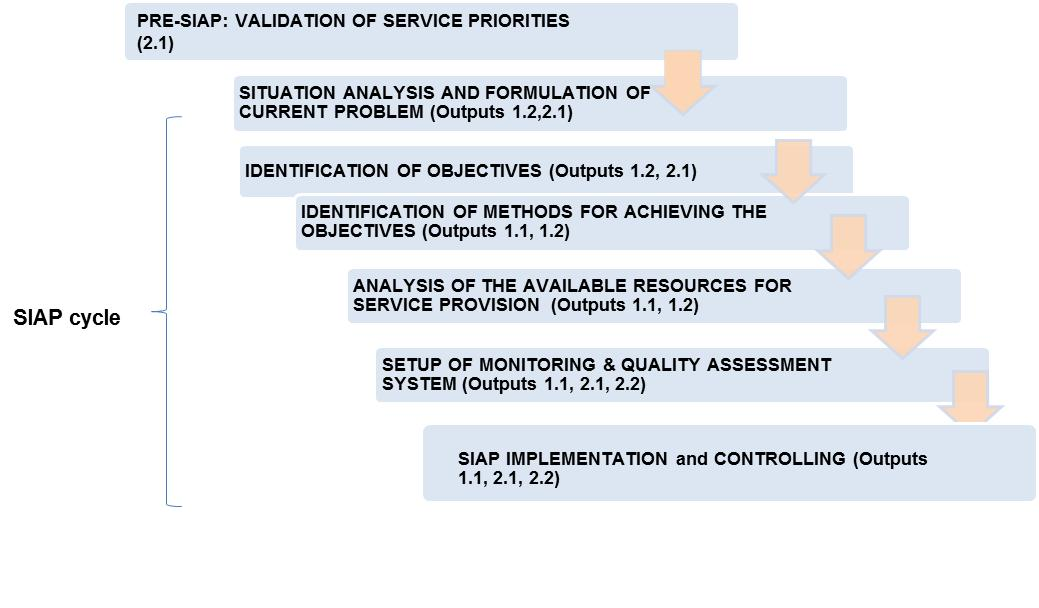 PRE-SIAP: VALIDATION OF SERVICE PRIORITIES
(2.1)
SITUATION ANALYSIS AND FORMULATION OF
CURRENT PROBLEM (Outputs 1.2,2.1)
IDENTIFICATION OF OBJECTIVES (Outputs 1.2, 2.1)
IDENTIFICATION OF METHODS FOR ACHIEVING THE
OBJECTIVES (Outputs 1.1, 1.2)
ANALYSIS OF THE AVAILABLE RESOURCES FOR
SERVICE PROVISION (Outputs 1.1, 1.2)
SIAP cycle
SETUP OF MONITORING & QUALITY ASSESSMENT
SYSTEM (Outputs 1.1, 2.1, 2.2)
SIAP IMPLEMENTATION and CONTROLLING (Outputs
1.1, 2.1, 2.2)